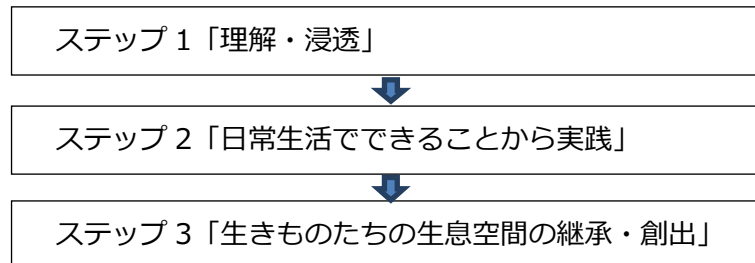 ステップ1「理解・浸透」
ステップ2「日常生活でできることから実践」
ステップ3「生きものたちの生息空間の継承・創出」